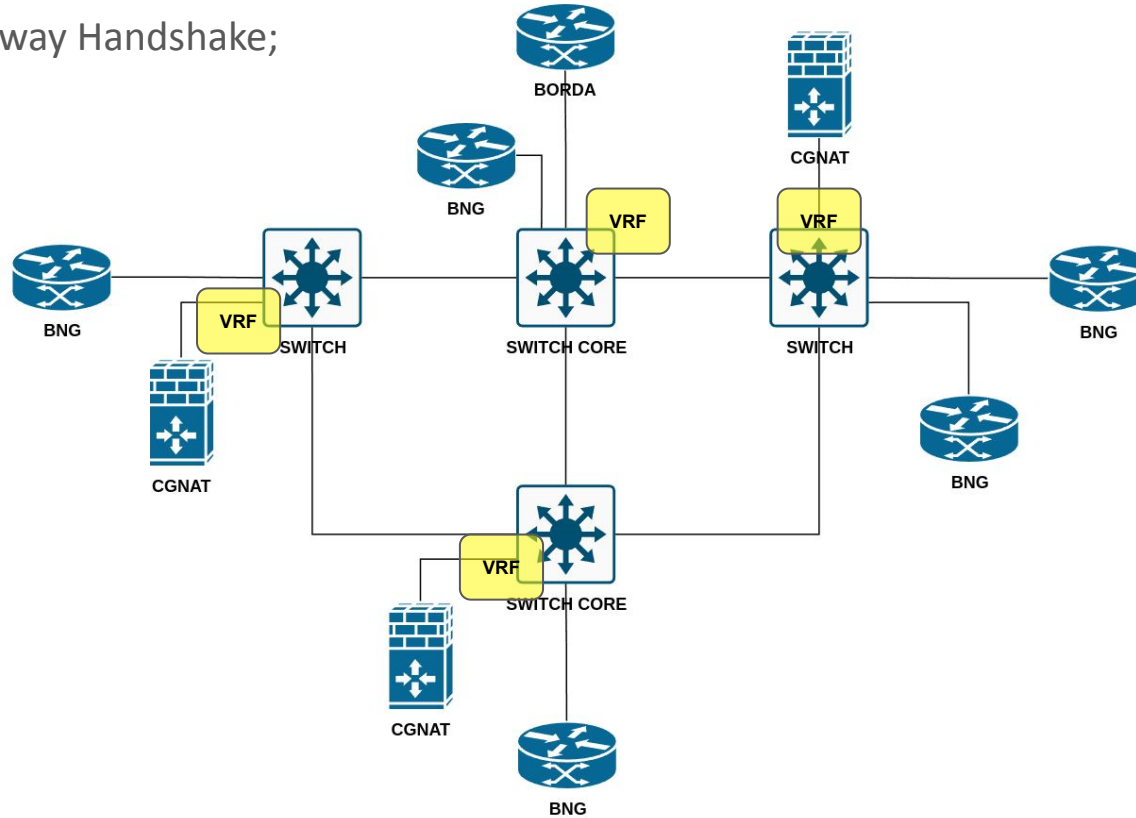 way Handshake;
BORDA
CGNAT
BNG
VRF
VRF
BNG
VRF
SWITCH
SWITCH CORE
SWITCH
BNG
CGNAT
BNG
VRF
SWITCH CORE
CGNAT
BNG